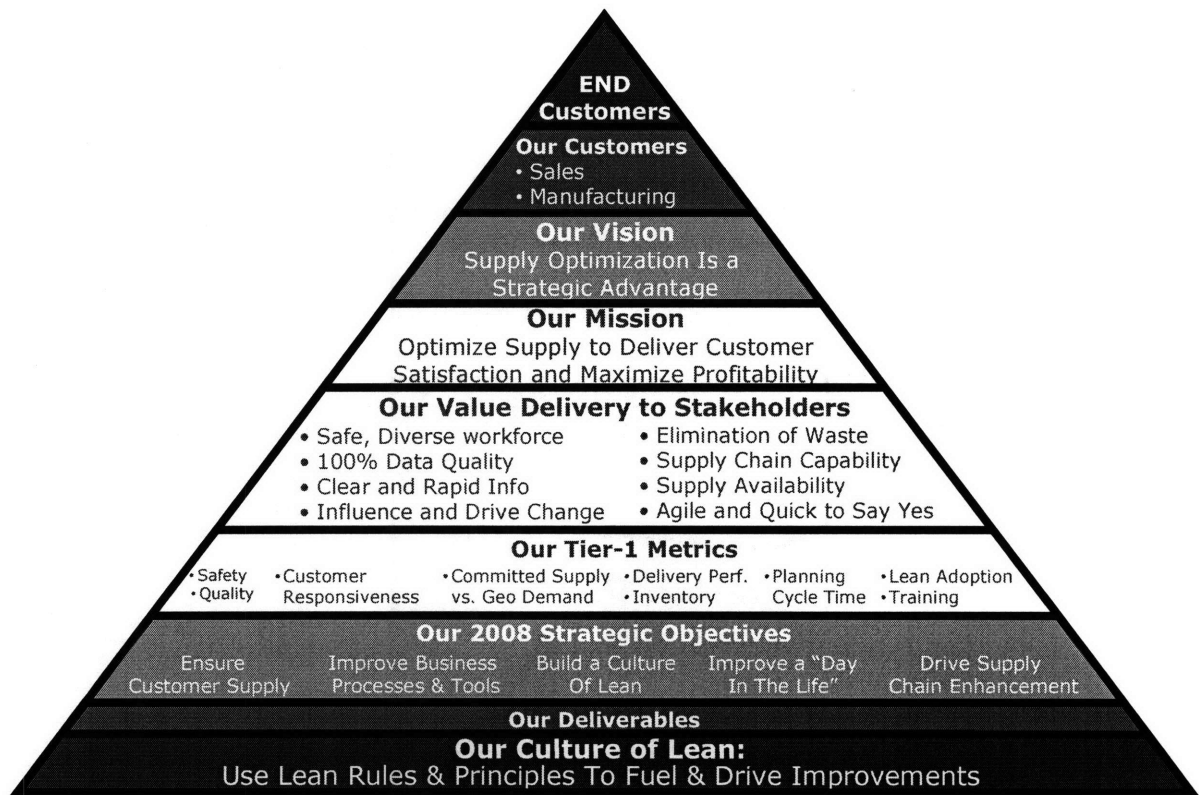 END
Customers
Our Customers
• Sales
• Manufacturing
Our Vision
Supply Optimization Is a
Strategic Advantage
Our Mission
Optimize Supply to Deliver Customer
Satisfaction and Maximize Profitability
Our Value Delivery to Stakeholders
• Safe, Diverse workforce
• 100% Data Quality
• Clear and Rapid Info
• Influence and Drive Change
• Elimination of Waste
• Supply Chain Capability
• Supply Availability
• Agile and Quick to Say Yes
Our Tier-1 Metrics
• Safety
• Quality
• Customer
Responsiveness
• Committed Supply
vs. Geo Demand
• Delivery Perf.
• Inventory
• Planning
Cycle Time
• Lean Adoption
• Training
Our 2008 Strategic Objectives
Ensure
Customer Supply
Improve Business
Processes & Tools
Build a Culture
Of Lean
Improve a “Day
In The Life”
Drive Supply
Chain Enhancement
Our Deliverables
Our Culture of Lean:
Use Lean Rules & Principles To Fuel & Drive Improvements